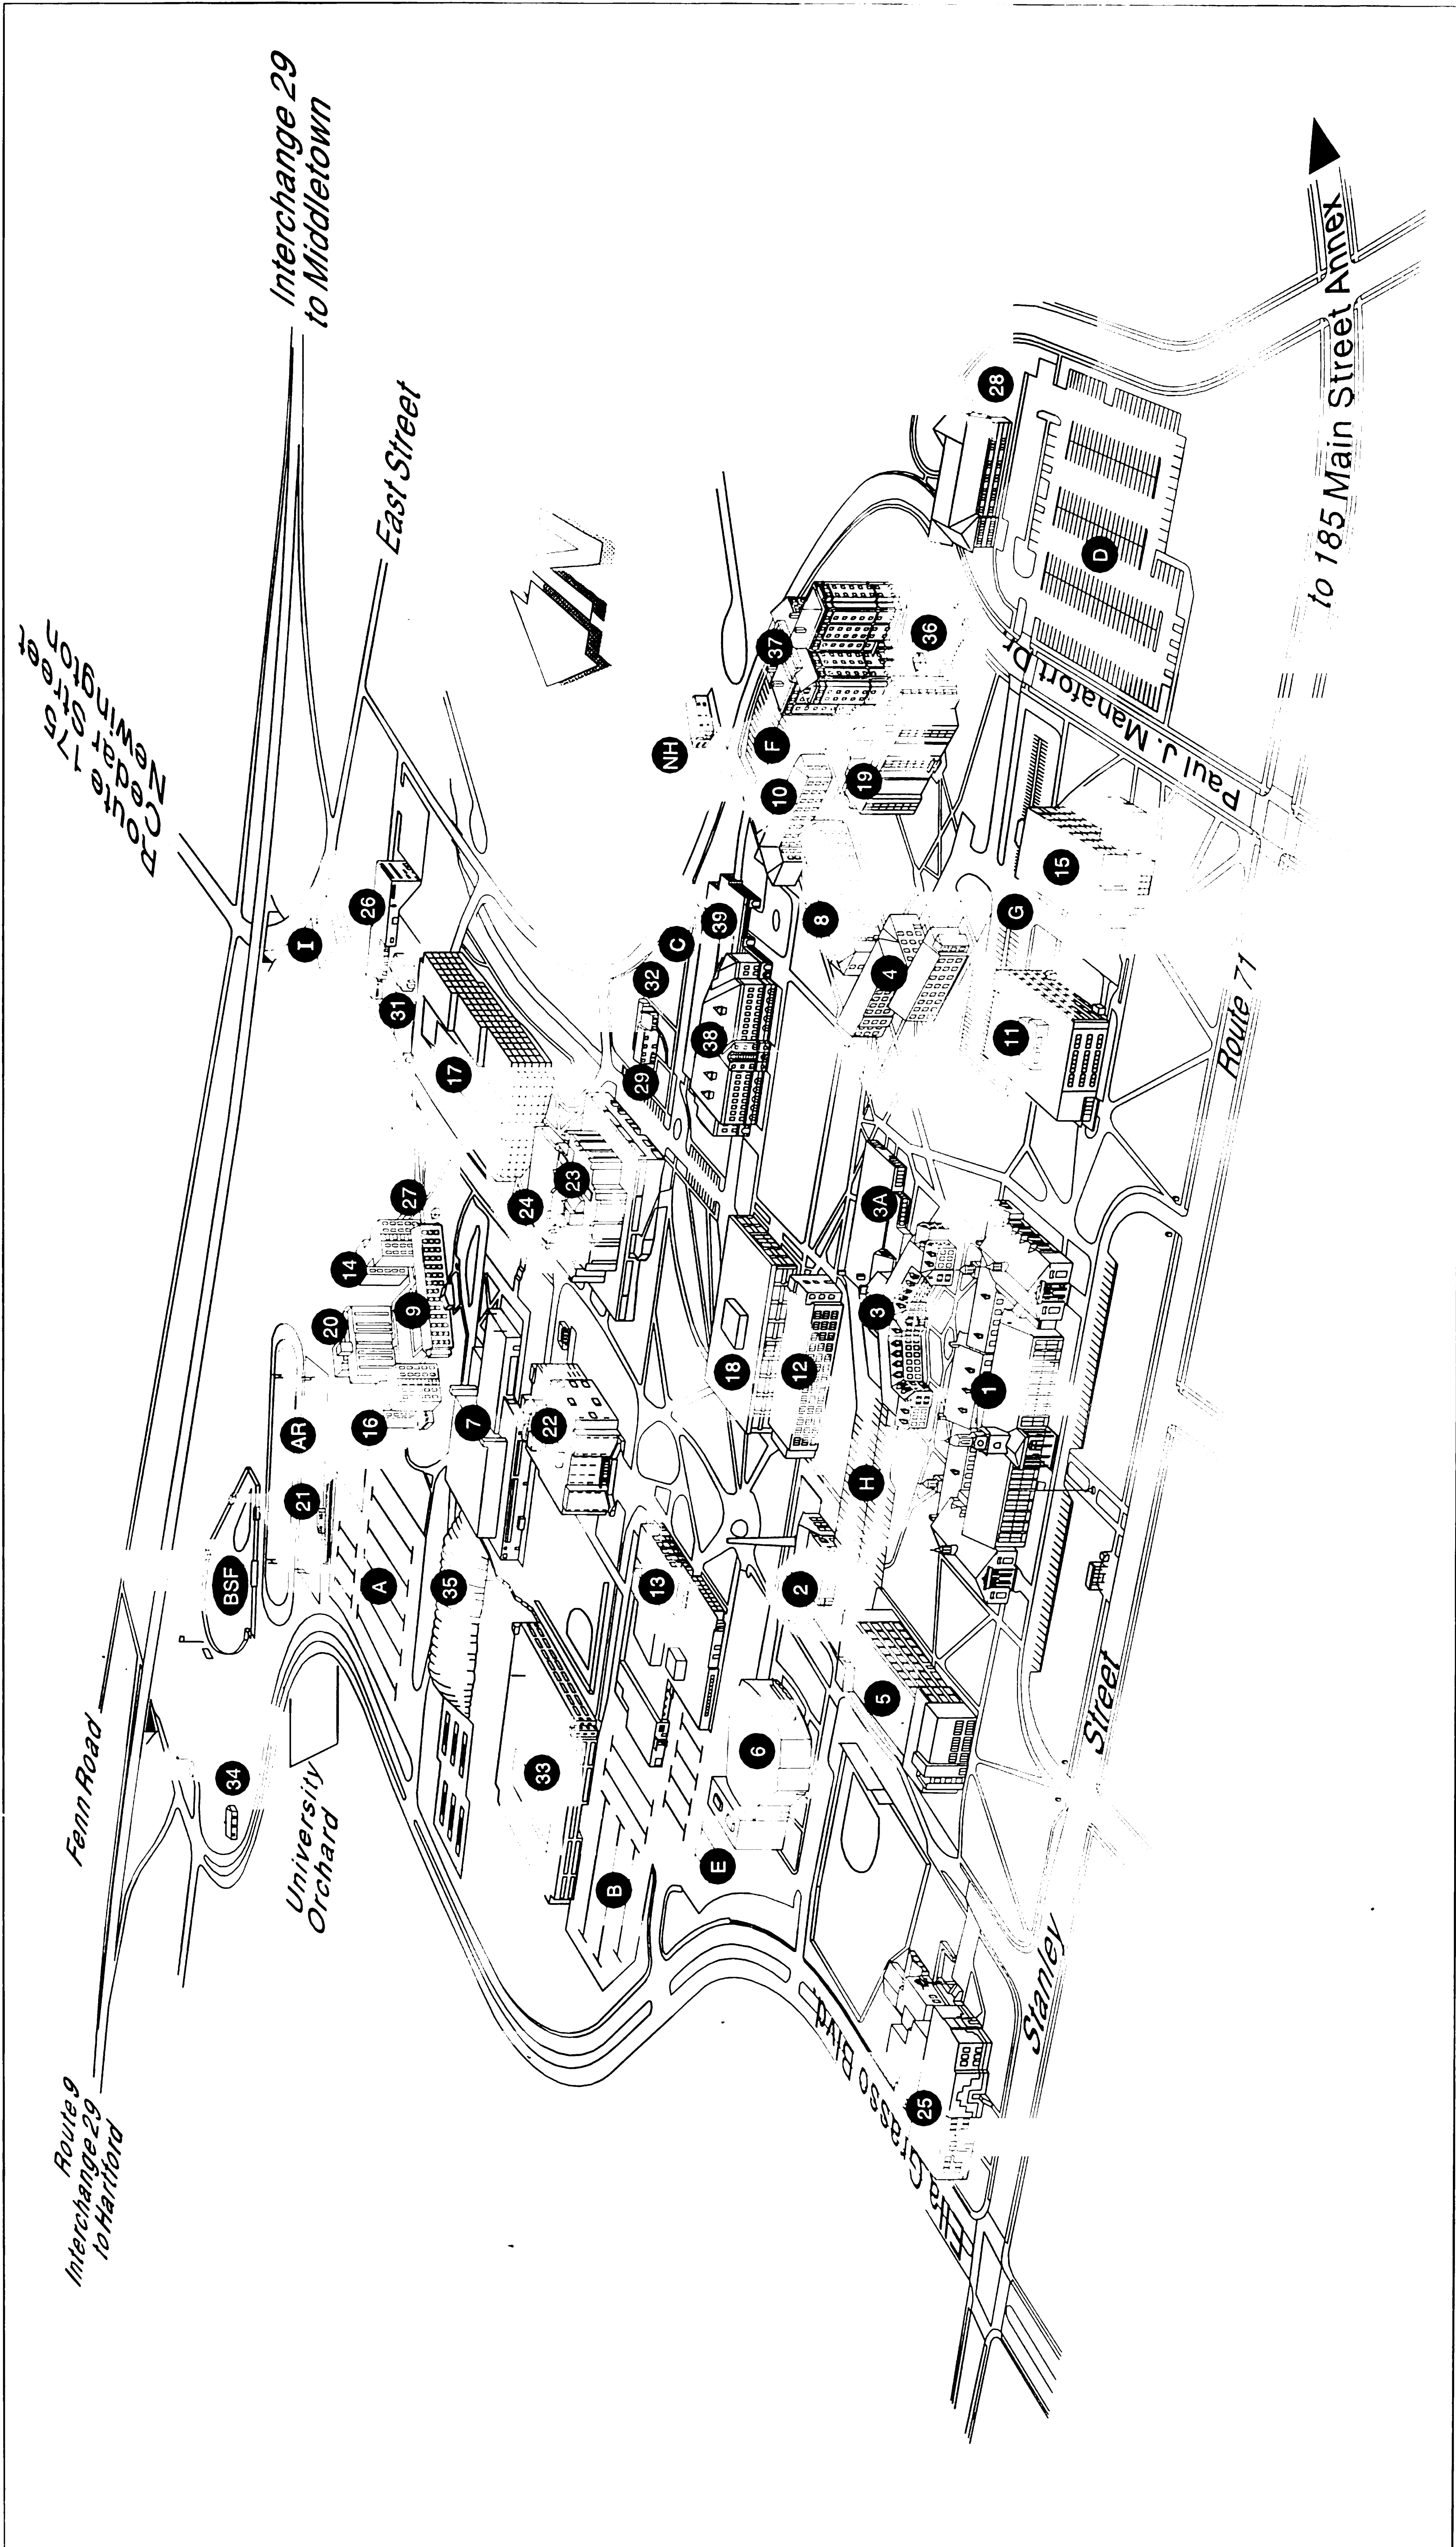 Route 9
Interchange 29
to Hartford
Fenn Road
Route 175
Cedar Street
Newington
Interchange 29
to Middletown
East Street
University
Orchard
34
BSF
21
AR
A
35
16
20
14
9
27
I
26
31
17
7
22
24
23
33
B
E
13
6
2
5
18
12
H
29
32
C
38
39
NH
F
37
10
19
36
8
4
3A
3
1
11
G
15
28
D
25
N
Ella Grasso Blvd.
Paul J. Manafort Dr.
Stanley
Street
Route 71
to 185 Main Street Annex